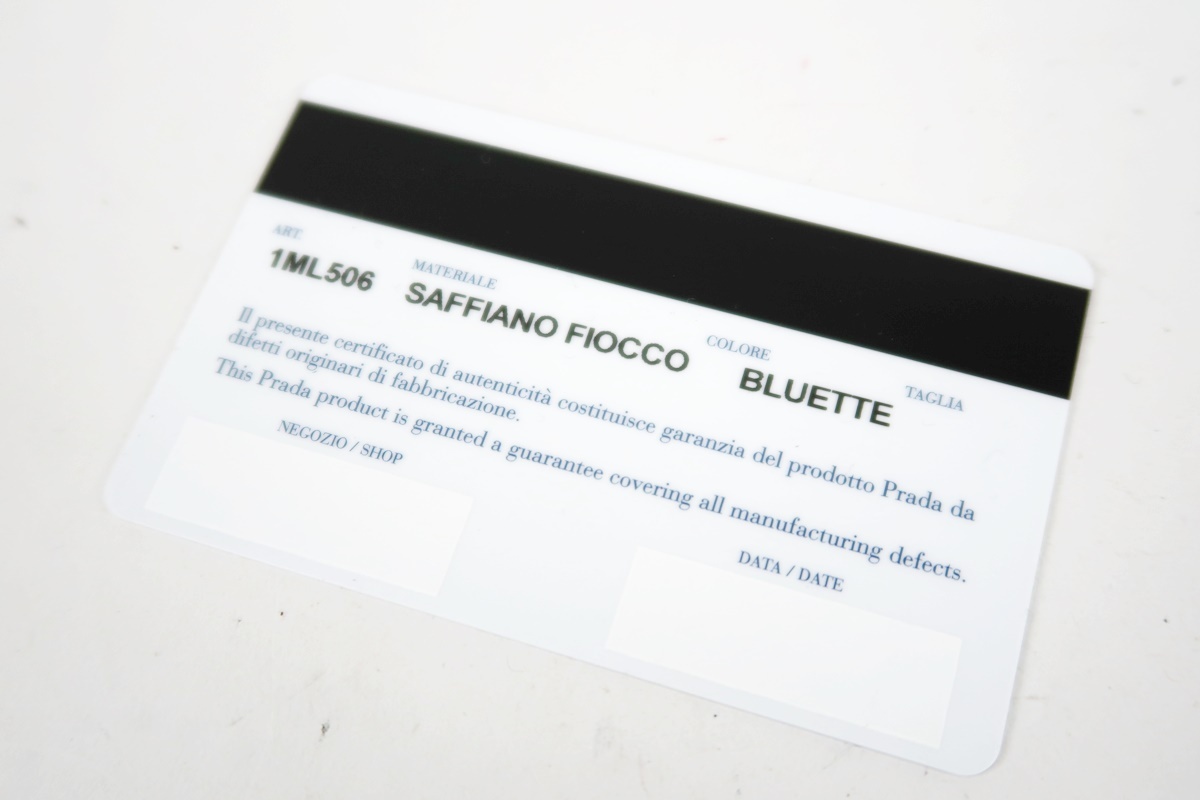 ART.
1ML506
MATERIALE
SAFFIANO FIOCCO
COLORE
BLUETTE
TAGLIA
Il presente certificato di autenticità costituisce garanzia del prodotto Prada da
difetti originari di fabbricazione.
This Prada product is granted a guarantee covering all manufacturing defects.
NEGOZIO / SHOP
DATA / DATE